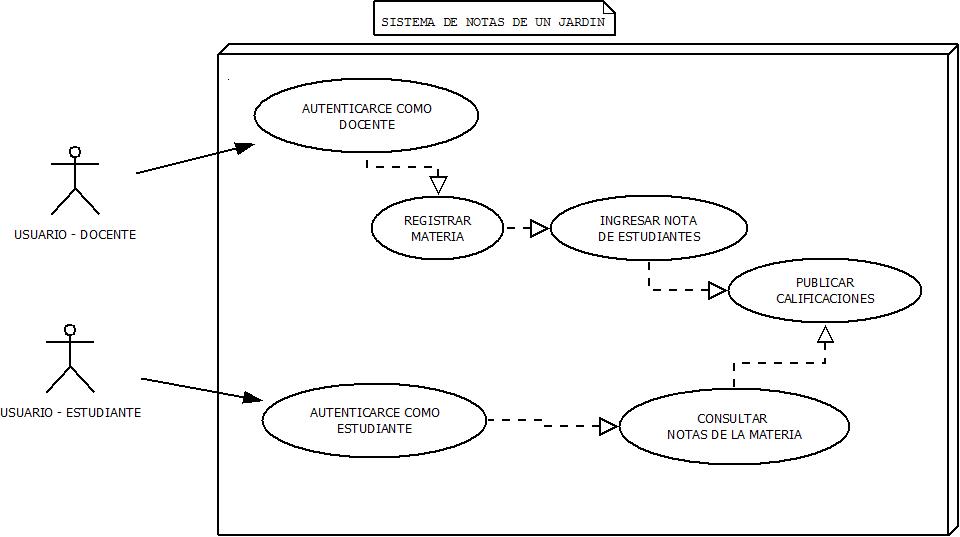 SISTEMA DE NOTAS DE UN JARDIN
AUTENTICARCE COMO
DOCENTE
USUARIO - DOCENTE
REGISTRAR
MATERIA
INGRESAR NOTA
DE ESTUDIANTES
PUBLICAR
CALIFICACIONES
USUARIO - ESTUDIANTE
AUTENTICARCE COMO
ESTUDIANTE
CONSULTAR
NOTAS DE LA MATERIA